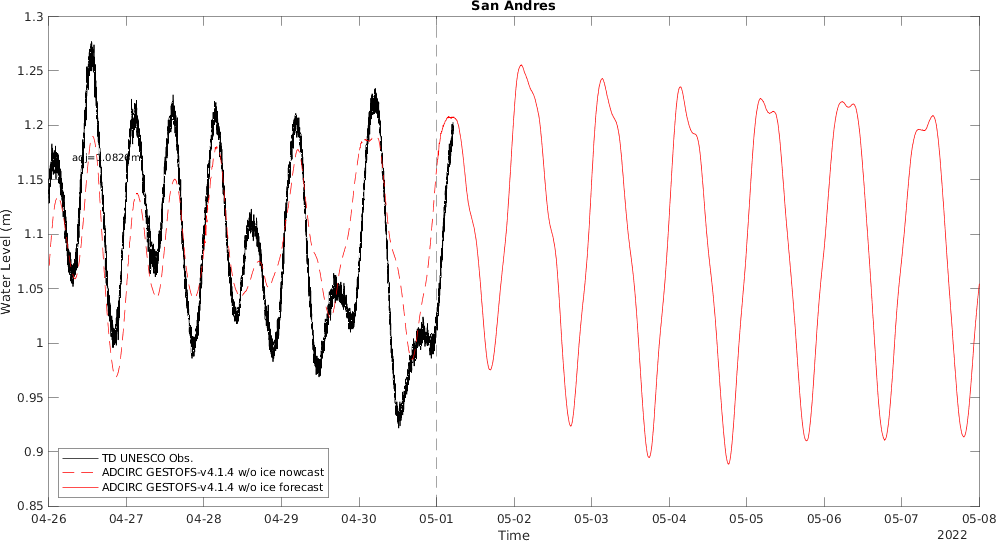 San Andres
1.3
1.25
1.2
1.15
1.1
1.05
1
0.95
0.9
0.85
Water Level (m)
TD UNESCO Obs.
ADCIRC GESTOFS-v4.1.4 w/o ice nowcast
ADCIRC GESTOFS-v4.1.4 w/o ice forecast
04-26 04-27 04-28 04-29 04-30 05-01 05-02 05-03 05-04 05-05 05-06 05-07 05-08
Time
2022